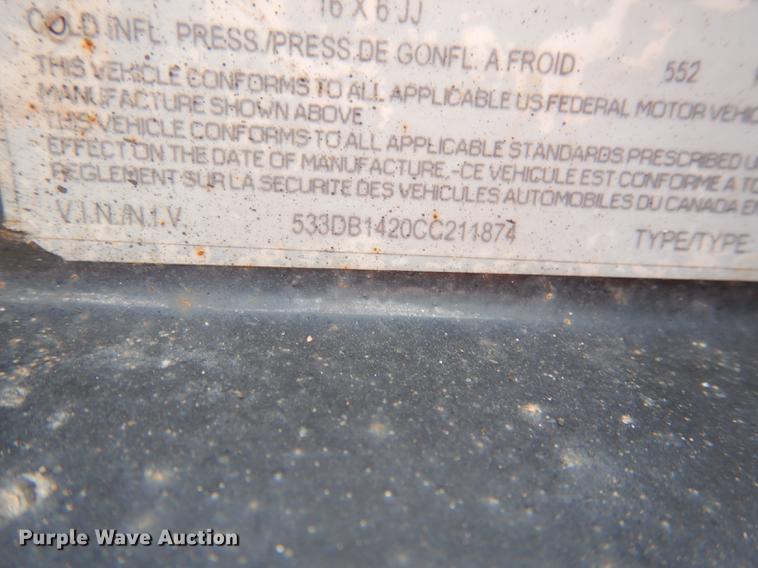 16 X 6 JJ
COLD INFL. PRESS./PRESS.DE GONFL. A.FROID. 552
THIS VEHICLE CONFORMS TO ALL APPLICABLE US FEDERAL MOTOR VEHIC
MANUFACTURE SHOWN ABOVE
THIS VEHICLE CONFORMS TO ALL APPLICABLE STANDARDS PRESCRIBED U
EFFECT ON THE DATE OF MANUFACTURE,-CE VEHICULE EST CONFORME A TO
REGLEMENT SUR LA SECURITE DES VEHICULES AUTOMOBILES DU CANADA EN
V.I.N./N.I.V. 533DB1420CC211874 TYPE/TYPE
Purple Wave Auction